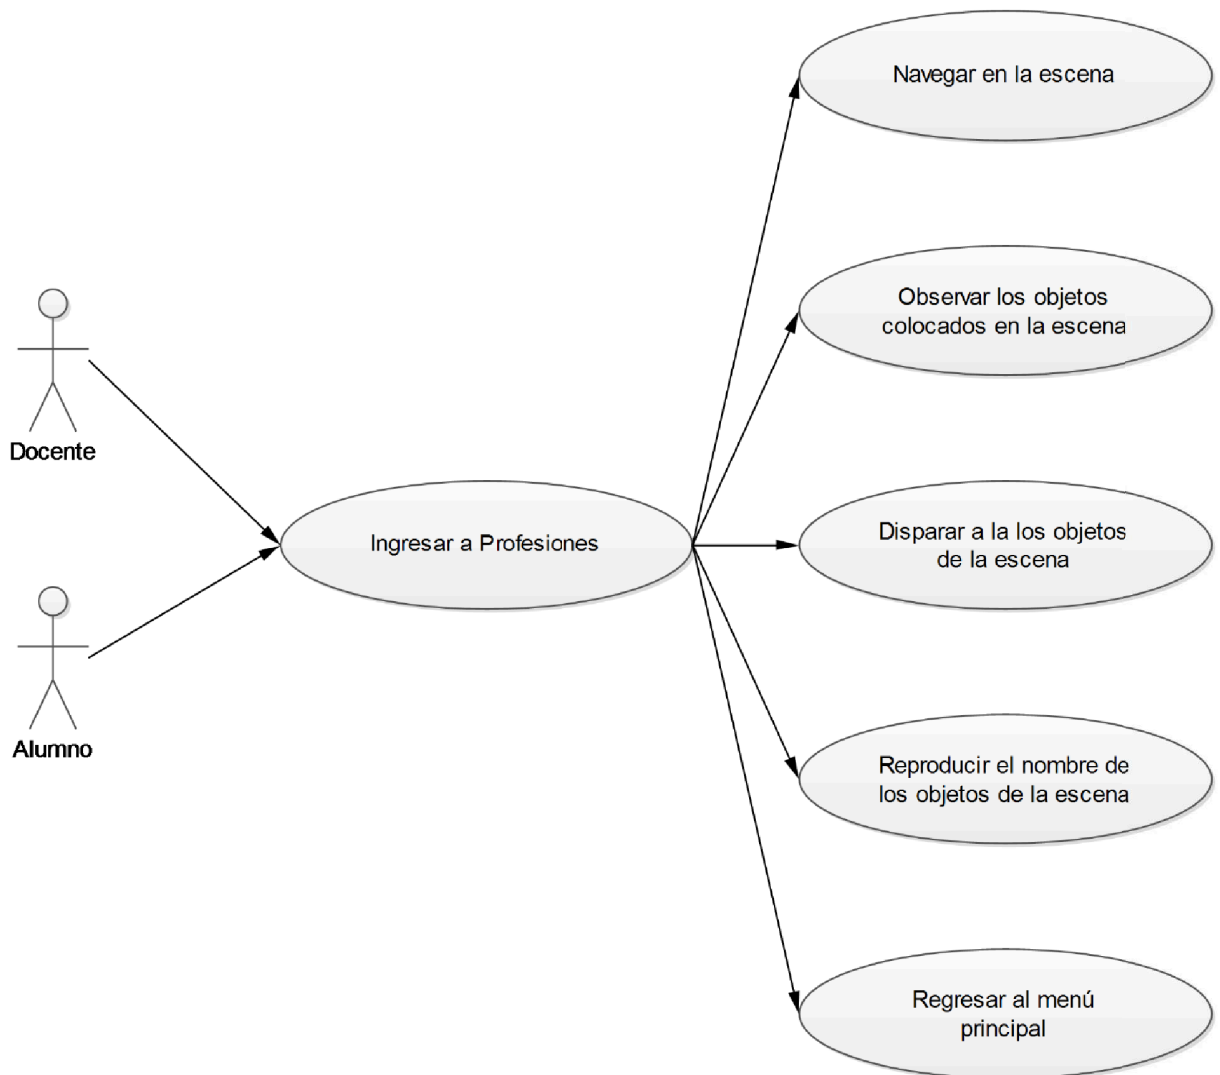 Navegar en la escena
Observar los objetos
colocados en la escena
Docente
Ingresar a Profesiones
Disparar a la los objetos
de la escena
Alumno
Reproducir el nombre de
los objetos de la escena
Regresar al menú
principal